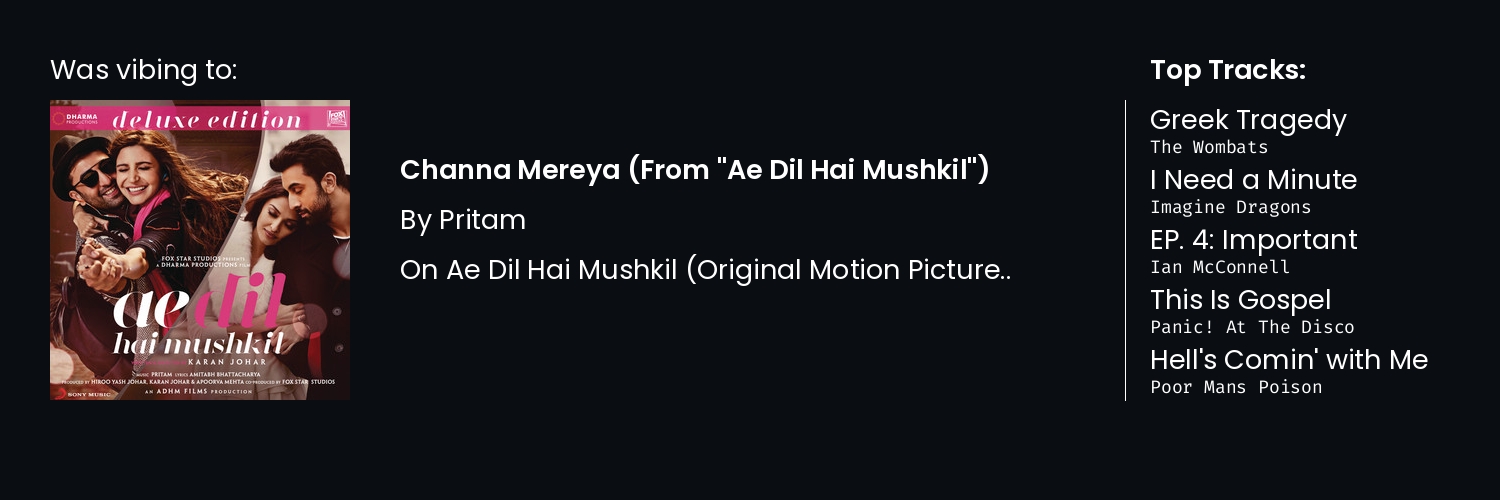 Was vibing to:
DHARMA
PRODUCTIONS
deluxe edition
FOX STAR STUDIOS PRESENTS
A DHARMA PRODUCTIONS FILM
ae dil
hai mushkil
KARAN JOHAR
MUSIC PRITAM LYRICS AMITABH BHATTACHARYA
PRODUCED BY HIROO YASH JOHAR, KARAN JOHAR & APOORVA MEHTA CO-PRODUCED BY FOX STAR STUDIOS
AN ADHM FILMS PRODUCTION
SONY MUSIC
Channa Mereya (From "Ae Dil Hai Mushkil")
By Pritam
On Ae Dil Hai Mushkil (Original Motion Picture..
Top Tracks:
Greek Tragedy
The Wombats
I Need a Minute
Imagine Dragons
EP. 4: Important
Ian McConnell
This Is Gospel
Panic! At The Disco
Hell's Comin' with Me
Poor Mans Poison